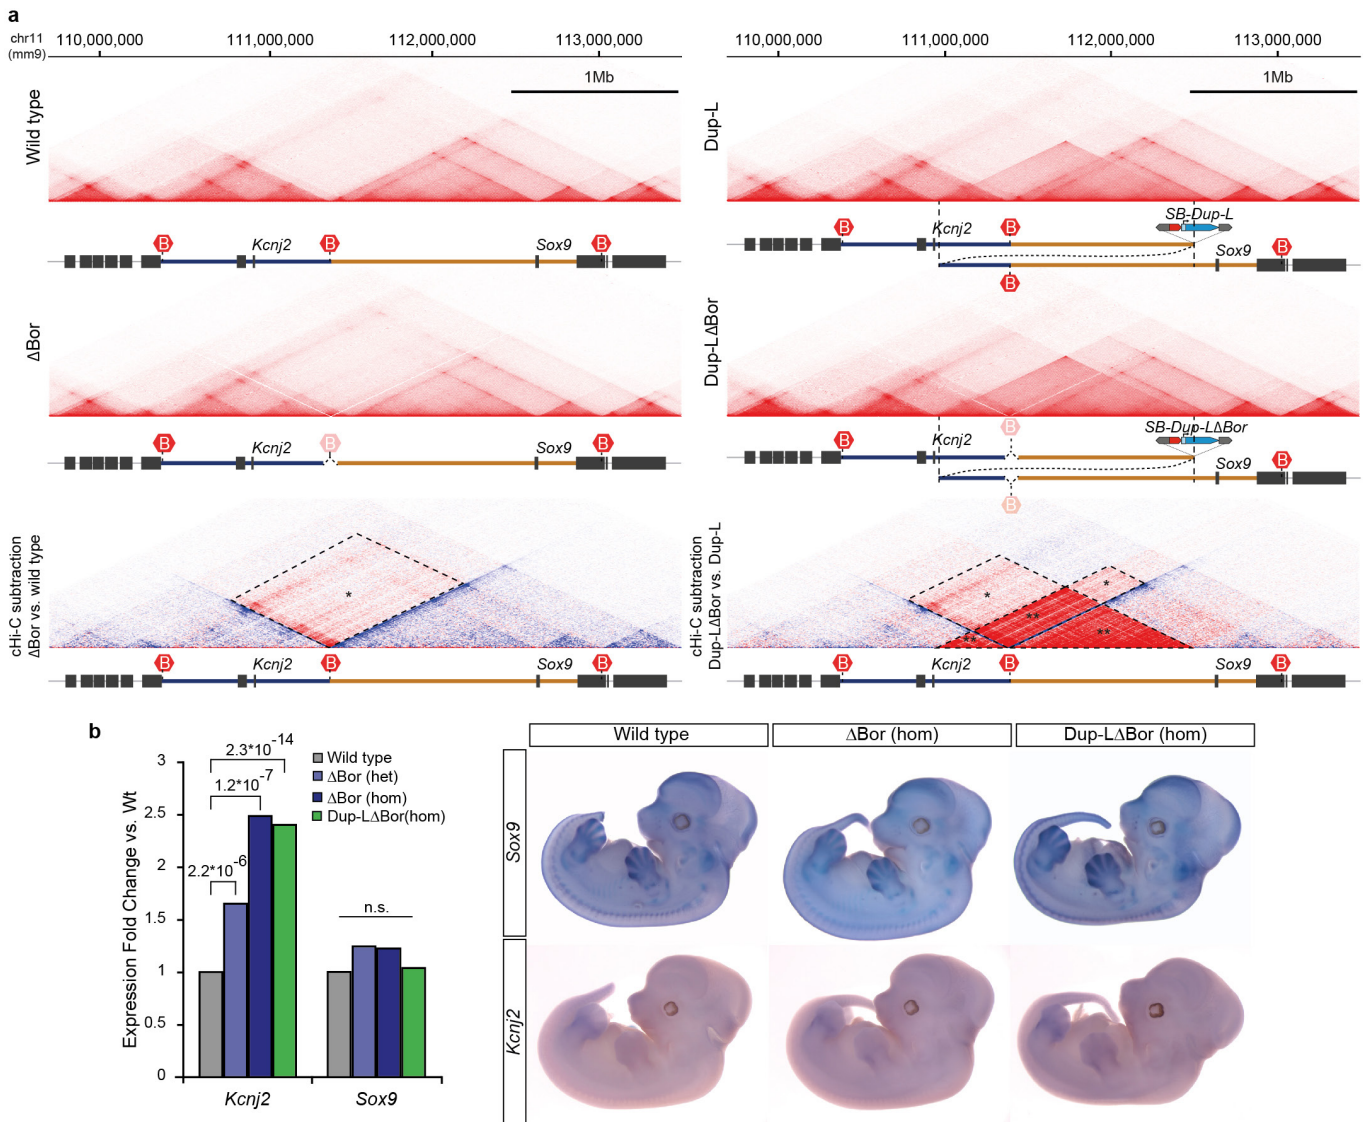 a
chr11
(mm9)
110,000,000 111,000,000 112,000,000 113,000,000
1Mb
Wild type
B B B
Kcnj2 Sox9
ΔBor
B B B
Kcnj2 Sox9
cHi-C subtraction
ΔBor vs. wild type
*
B B B
Kcnj2 Sox9
110,000,000 111,000,000 112,000,000 113,000,000
1Mb
Dup-L
SB-Dup-L
B Kcnj2 B
Sox9 B
B
Dup-LΔBor
B
SB-Dup-LΔBor
B Kcnj2
Sox9 B
B
cHi-C subtraction
Dup-LΔBor vs. Dup-L
* *
**
** **
B Kcnj2 B Sox9 B
b
Expression Fold Change vs. Wt
3
2.5
2
1.5
1
0.5
0
2.3*10-14
1.2*10-7
2.2*10-6
n.s.
Wild type
ΔBor (het)
ΔBor (hom)
Dup-LΔBor(hom)
Kcnj2 Sox9
Wild type ΔBor (hom) Dup-LΔBor (hom)
Sox9
Kcnj2